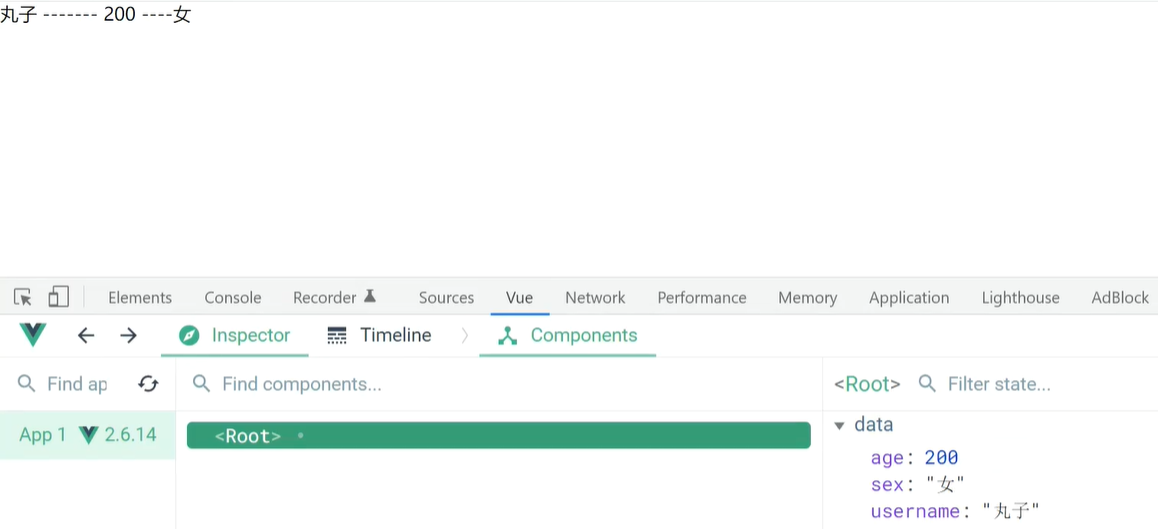 丸子 ------- 200 ----女
Elements Console Recorder Sources Vue Network Performance Memory Application Lighthouse AdBlock
Inspector Timeline Components
Find ap Find components... <Root> Filter state...
App 1 2.6.14 <Root> data
age: 200
sex: "女"
username: "丸子"